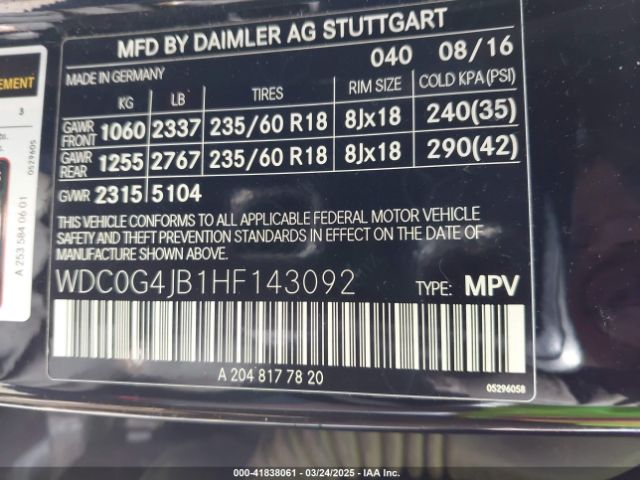 MFD BY DAIMLER AG STUTTGART
MADE IN GERMANY 040 08/16
KG LB TIRES RIM SIZE COLD KPA(PSI)
GAWR FRONT 1060 2337 235/60 R18 8Jx18 240(35)
GAWR REAR 1255 2767 235/60 R18 8Jx18 290(42)
GVWR 2315 5104
THIS VEHICLE CONFORMS TO ALL APPLICABLE FEDERAL MOTOR VEHICLE
SAFETY AND THEFT PREVENTION STANDARDS IN EFFECT ON THE DATE OF
MANUFACTURE SHOWN ABOVE.
WDC0G4JB1HF143092 TYPE: MPV
A 204 817 78 20
05296058
EMENT
3
0529605
A 253 584 06 01
000-41838061 - 03/24/2025 - IAA Inc.